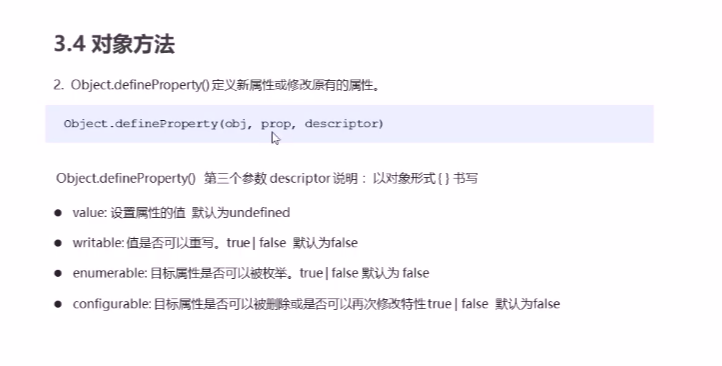 3.4 对象方法
2. Object.defineProperty() 定义新属性或修改原有的属性。
Object.defineProperty(obj, prop, descriptor)
Object.defineProperty() 第三个参数 descriptor 说明： 以对象形式 { } 书写
● value: 设置属性的值 默认为undefined
● writable: 值是否可以重写。true | false 默认为false
● enumerable: 目标属性是否可以被枚举。true | false 默认为 false
● configurable: 目标属性是否可以被删除或是否可以再次修改特性 true | false 默认为false